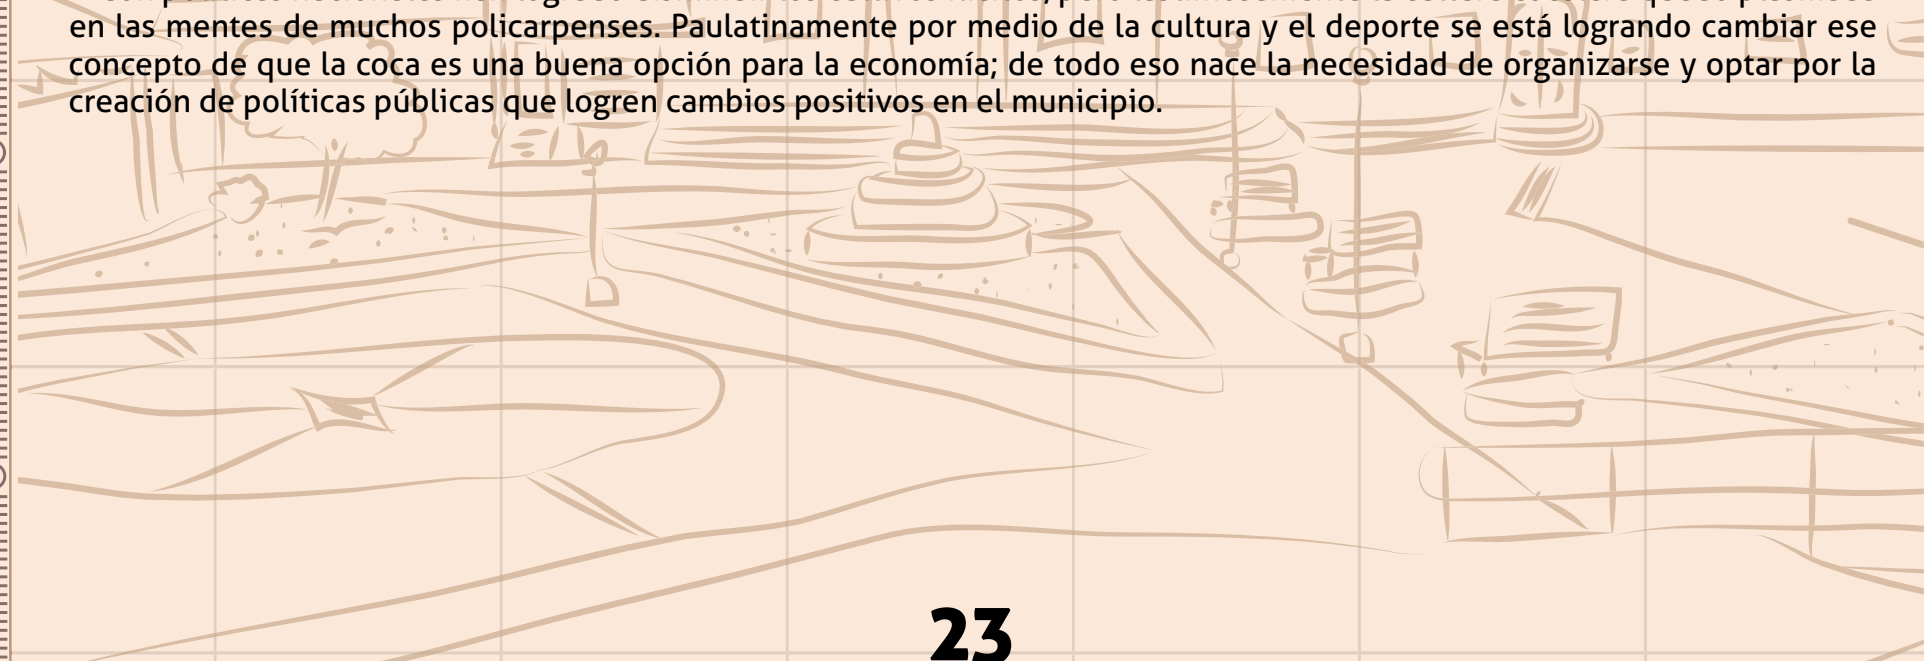 en las mentes de muchos policarpenses. Paulatinamente por medio de la cultura y el deporte se está logrando cambiar ese
concepto de que la coca es una buena opción para la economía; de todo eso nace la necesidad de organizarse y optar por la
creación de políticas públicas que logren cambios positivos en el municipio.
23